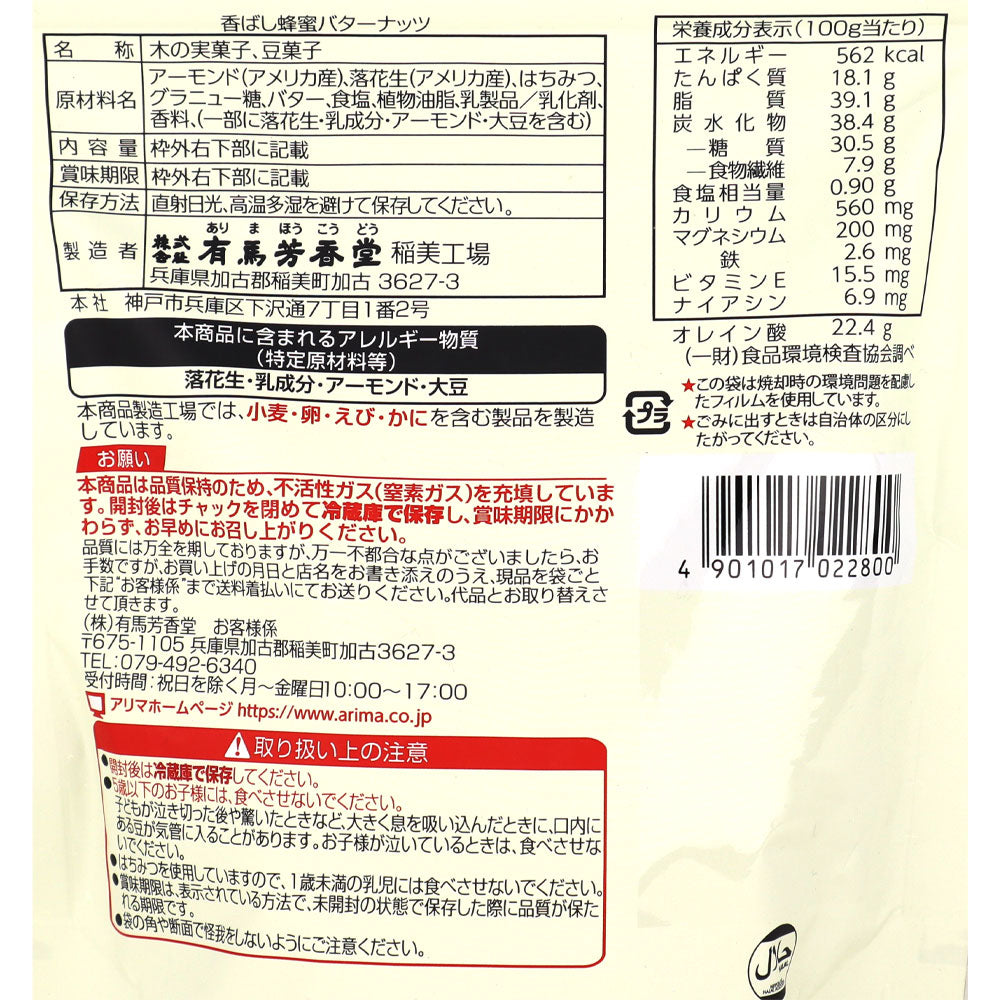 香ばし蜂蜜バターナッツ
名称 木の実菓子、豆菓子
原材料名 アーモンド(アメリカ産)、落花生(アメリカ産)、はちみつ、
グラニュー糖、バター、食塩、植物油脂、乳製品／乳化剤、
香料、(一部に落花生・乳成分・アーモンド・大豆を含む)
内容量 枠外右下部に記載
賞味期限 枠外右下部に記載
保存方法 直射日光、高温多湿を避けて保存してください。
ありまほうこうどう
製造者 株式会社 有馬芳香堂 稲美工場
兵庫県加古郡稲美町加古 3627-3
本社 神戸市兵庫区下沢通7丁目1番2号
本商品に含まれるアレルギー物質
(特定原材料等)
落花生・乳成分・アーモンド・大豆
本商品製造工場では、小麦・卵・えび・かにを含む製品を製造
しています。
お願い
本商品は品質保持のため、不活性ガス(窒素ガス)を充填していま
す。開封後はチャックを閉めて冷蔵庫で保存し、賞味期限にかか
わらず、お早めにお召し上がりください。
品質には万全を期しておりますが、万一不都合な点がございましたら、お
手数ですが、お買い上げの月日と店名をお書き添えのうえ、現品を袋ごと
下記"お客様係"まで送料着払いにてお送りください。代品とお取り替えさ
せて頂きます。
(株)有馬芳香堂 お客様係
〒675-1105 兵庫県加古郡稲美町加古3627-3
TEL:079-492-6340
受付時間:祝日を除く月〜金曜日10:00〜17:00
アリマホームページ https://www.arima.co.jp
取り扱い上の注意
●開封後は冷蔵庫で保存してください。
●5歳以下のお子様には、食べさせないでください。
子どもが泣き切った後や驚いたときなど、大きく息を吸い込んだときに、口内に
ある豆が気管に入ることがあります。お子様が泣いているときは、食べさせな
いでください。
●はちみつを使用していますので、1歳未満の乳児には食べさせないでください。
●賞味期限は、表示されている方法で、未開封の状態で保存した際に品質が保た
れる期限です。
●袋の角や断面で怪我をしないようにご注意ください。
栄養成分表示(100g当たり)
エネルギー 562 kcal
たんぱく質 18.1 g
脂質 39.1 g
炭水化物 38.4 g
―糖質 30.5 g
―食物繊維 7.9 g
食塩相当量 0.90 g
カリウム 560 mg
マグネシウム 200 mg
鉄 2.6 mg
ビタミンE 15.5 mg
ナイアシン 6.9 mg
オレイン酸 22.4 g
(一財)食品環境検査協会調べ
プラ
★この袋は焼却時の環境問題を配慮し
たフィルムを使用しています。
★ごみに出すときは自治体の区分にし
たがってください。
4 901017 022800
حلال